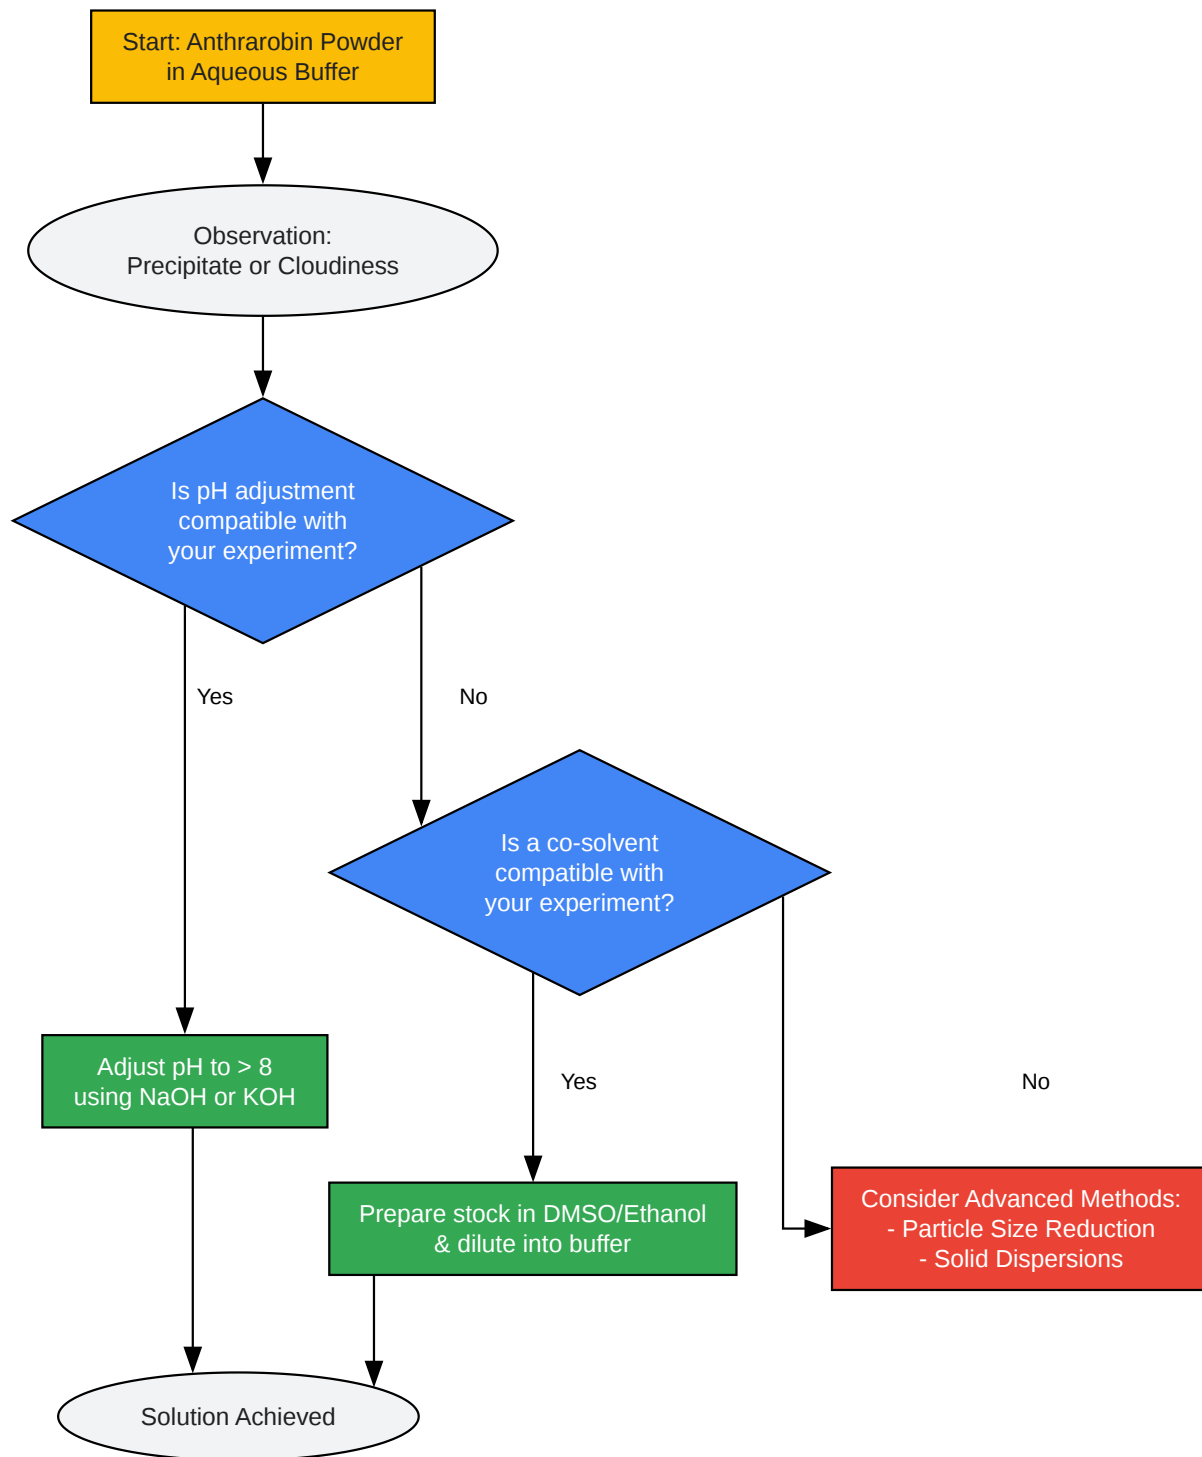 Start: Anthrarobin Powder
in Aqueous Buffer
Observation:
Precipitate or Cloudiness
Is pH adjustment
compatible with
your experiment?
Yes
No
Is a co-solvent
compatible with
your experiment?
Adjust pH to > 8
using NaOH or KOH
Yes
No
Prepare stock in DMSO/Ethanol
& dilute into buffer
Consider Advanced Methods:
- Particle Size Reduction
- Solid Dispersions
Solution Achieved